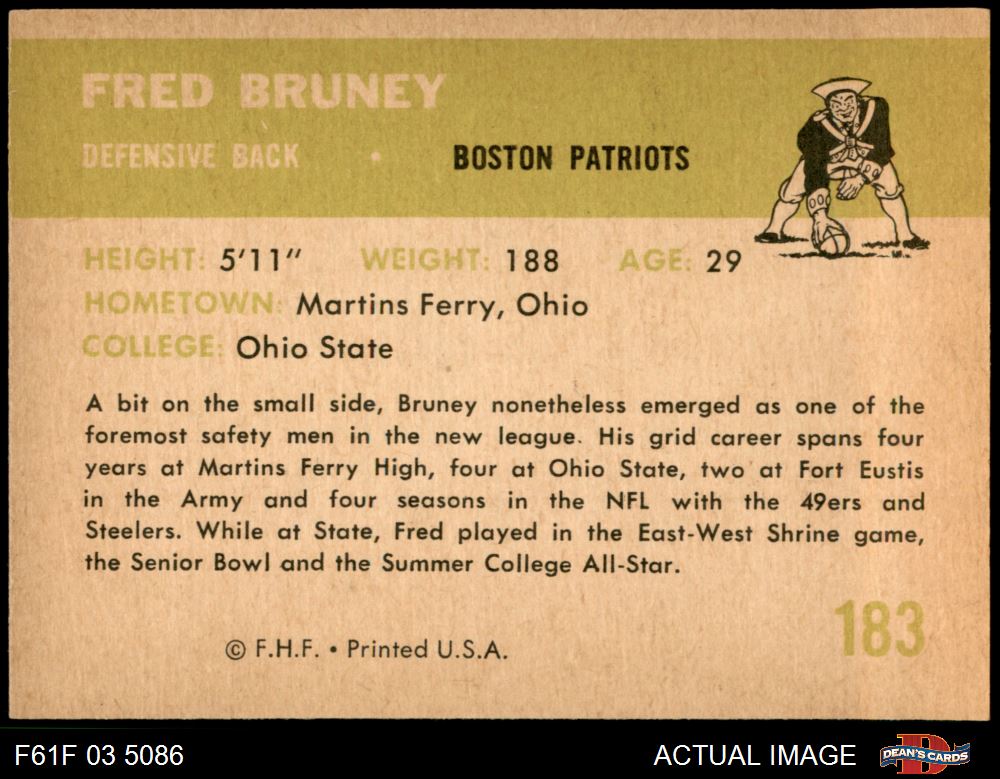 FRED BRUNEY
DEFENSIVE BACK • BOSTON PATRIOTS
HEIGHT: 5'11" WEIGHT: 188 AGE: 29
HOMETOWN: Martins Ferry, Ohio
COLLEGE: Ohio State
A bit on the small side, Bruney nonetheless emerged as one of the
foremost safety men in the new league. His grid career spans four
years at Martins Ferry High, four at Ohio State, two at Fort Eustis
in the Army and four seasons in the NFL with the 49ers and
Steelers. While at State, Fred played in the East-West Shrine game,
the Senior Bowl and the Summer College All-Star.
183
© F.H.F. • Printed U.S.A.
F61F 03 5086 ACTUAL IMAGE D DEAN'S CARDS